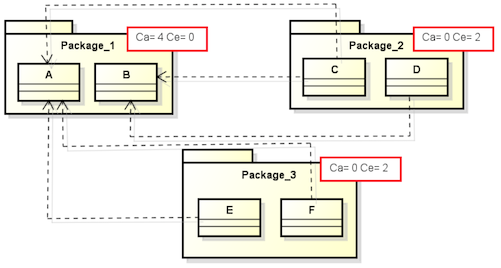 Package_1
Ca= 4 Ce= 0
A
B
Package_2
Ca= 0 Ce= 2
C
D
Package_3
Ca= 0 Ce= 2
E
F